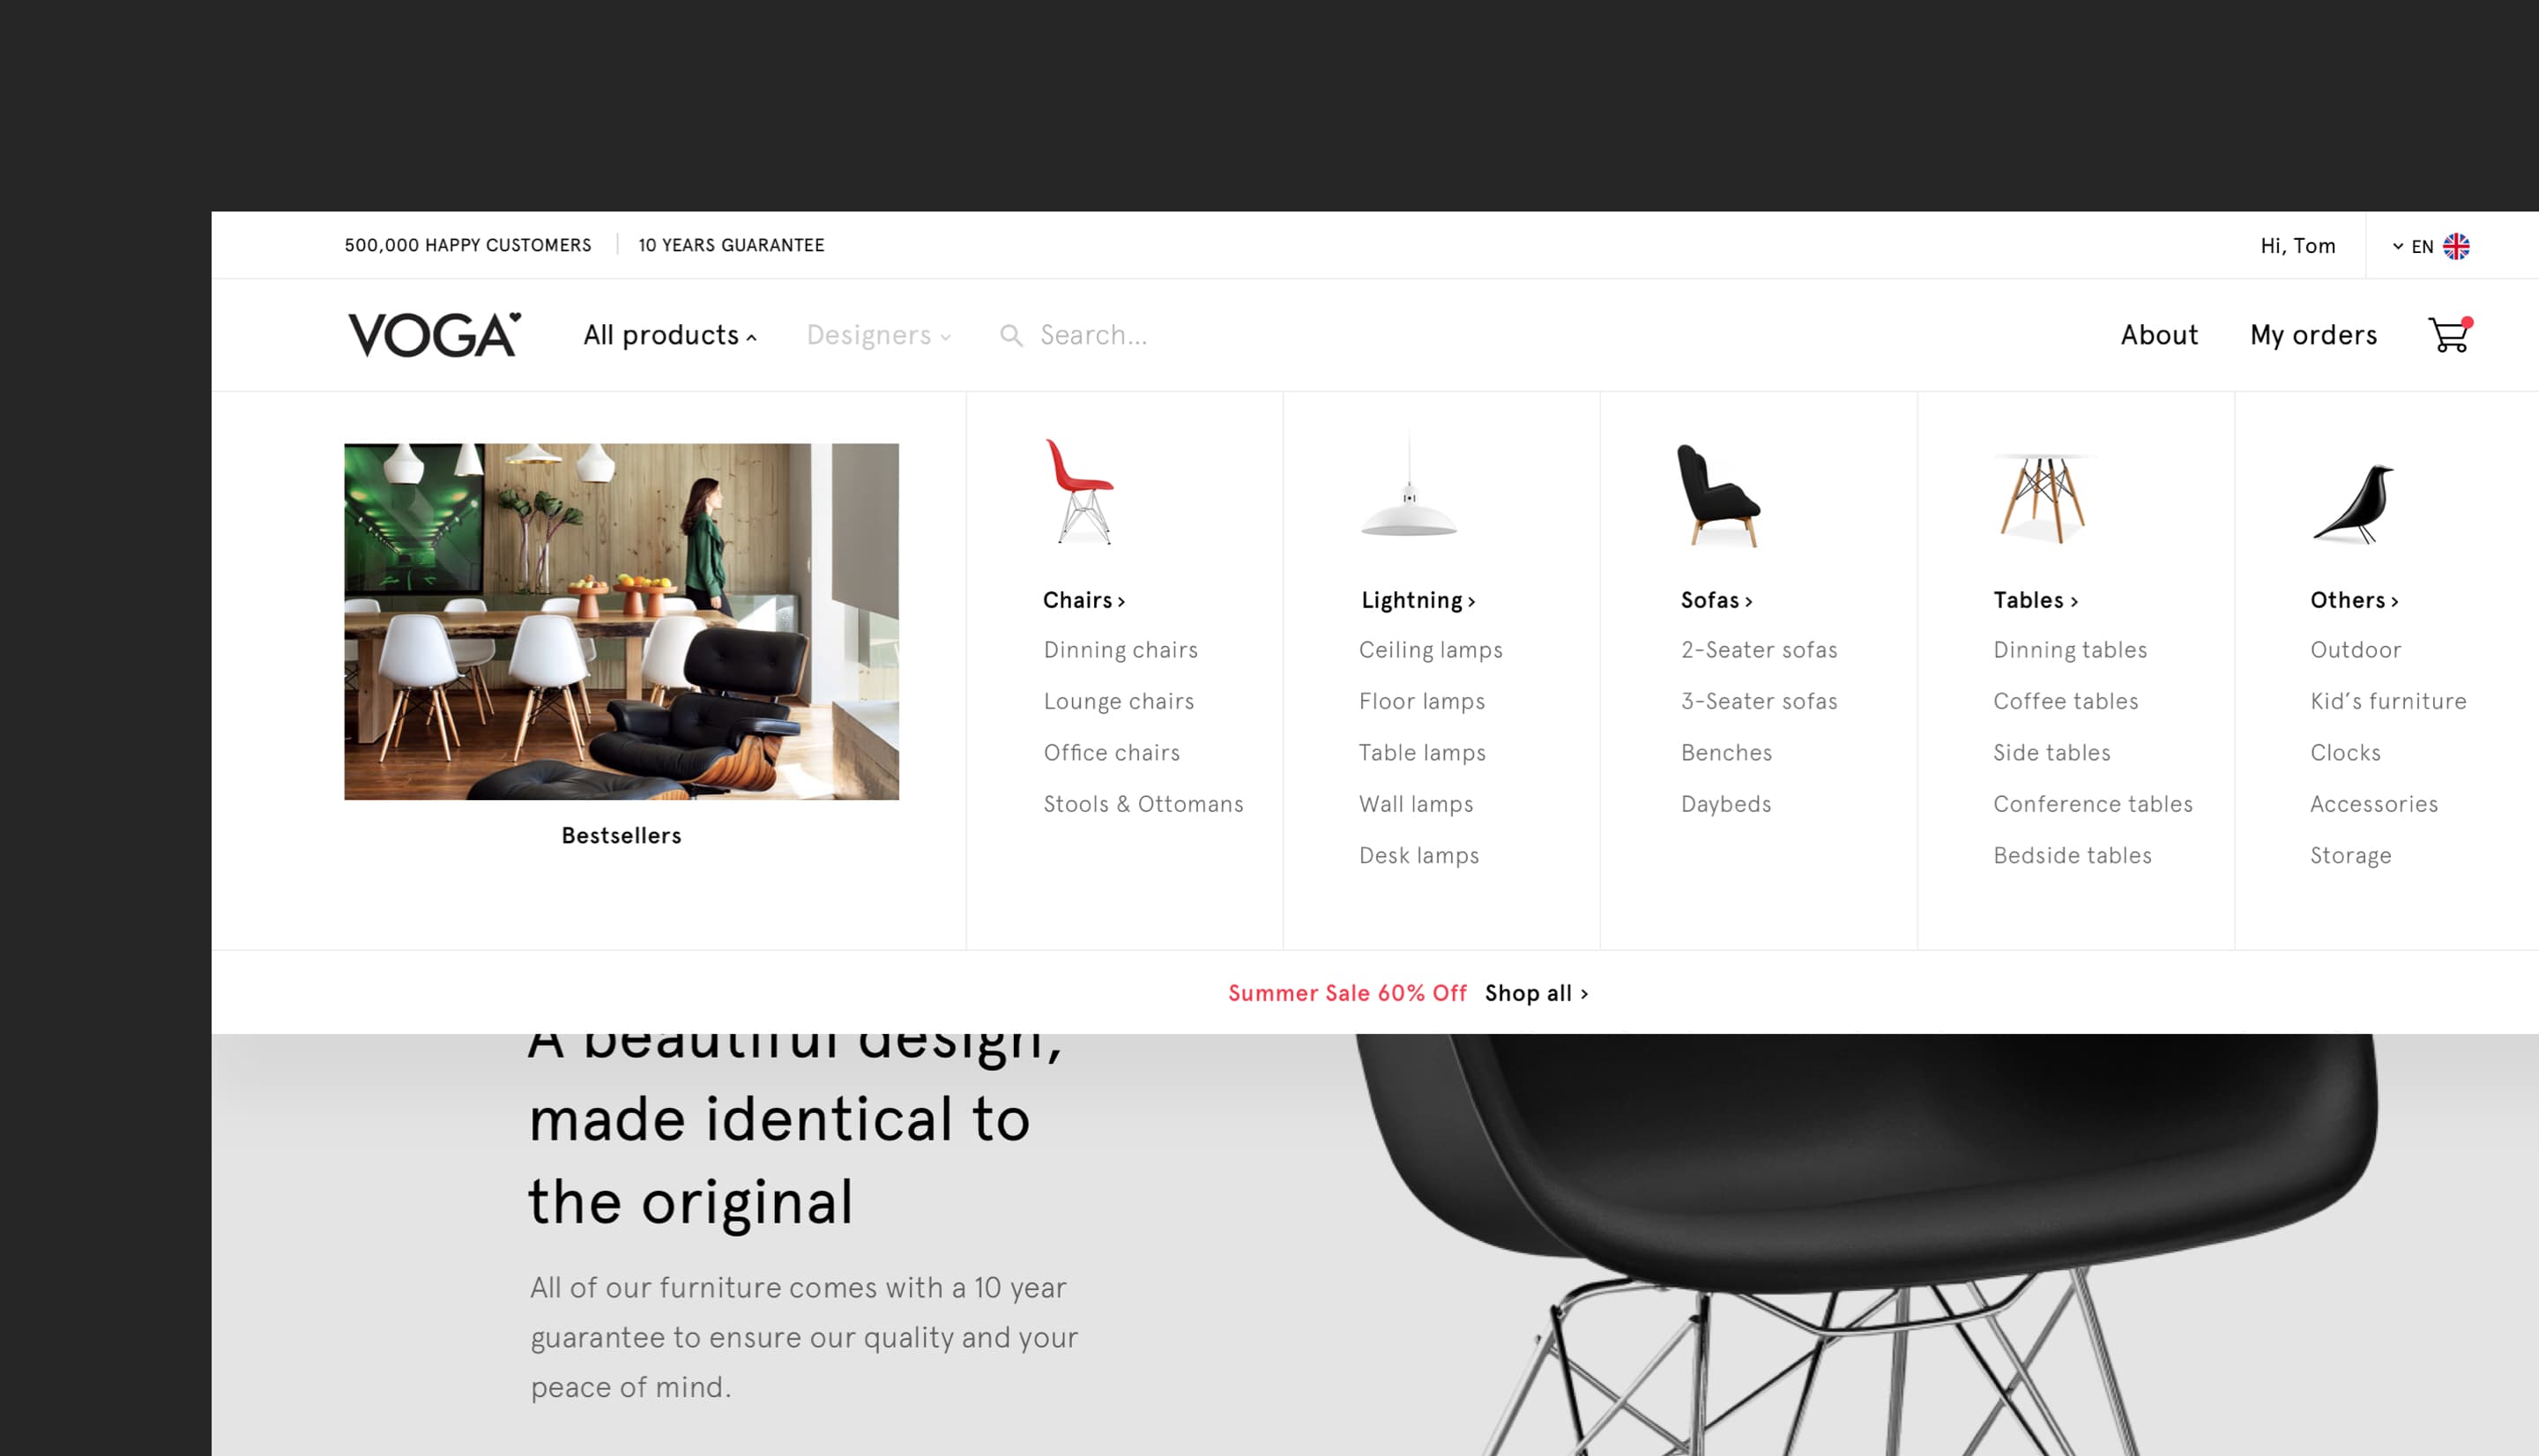 500,000 HAPPY CUSTOMERS
10 YEARS GUARANTEE
Hi, Tom
EN
VOGA
All products
Designers
Search...
About
My orders
Bestsellers
Chairs ›
Dinning chairs
Lounge chairs
Office chairs
Stools & Ottomans
Lightning ›
Ceiling lamps
Floor lamps
Table lamps
Wall lamps
Desk lamps
Sofas ›
2-Seater sofas
3-Seater sofas
Benches
Daybeds
Tables ›
Dinning tables
Coffee tables
Side tables
Conference tables
Bedside tables
Others ›
Outdoor
Kid’s furniture
Clocks
Accessories
Storage
Summer Sale 60% Off Shop all ›
A beautiful design,
made identical to
the original
All of our furniture comes with a 10 year
guarantee to ensure our quality and your
peace of mind.